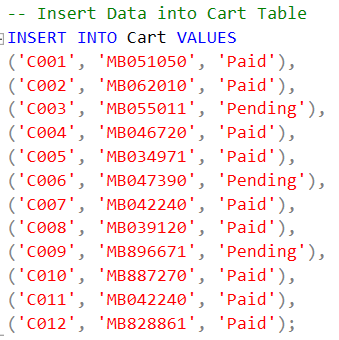 -- Insert Data into Cart Table
INSERT INTO Cart VALUES
('C001', 'MB051050', 'Paid'),
('C002', 'MB062010', 'Paid'),
('C003', 'MB055011', 'Pending'),
('C004', 'MB046720', 'Paid'),
('C005', 'MB034971', 'Paid'),
('C006', 'MB047390', 'Pending'),
('C007', 'MB042240', 'Paid'),
('C008', 'MB039120', 'Paid'),
('C009', 'MB896671', 'Pending'),
('C010', 'MB887270', 'Paid'),
('C011', 'MB042240', 'Paid'),
('C012', 'MB828861', 'Paid');